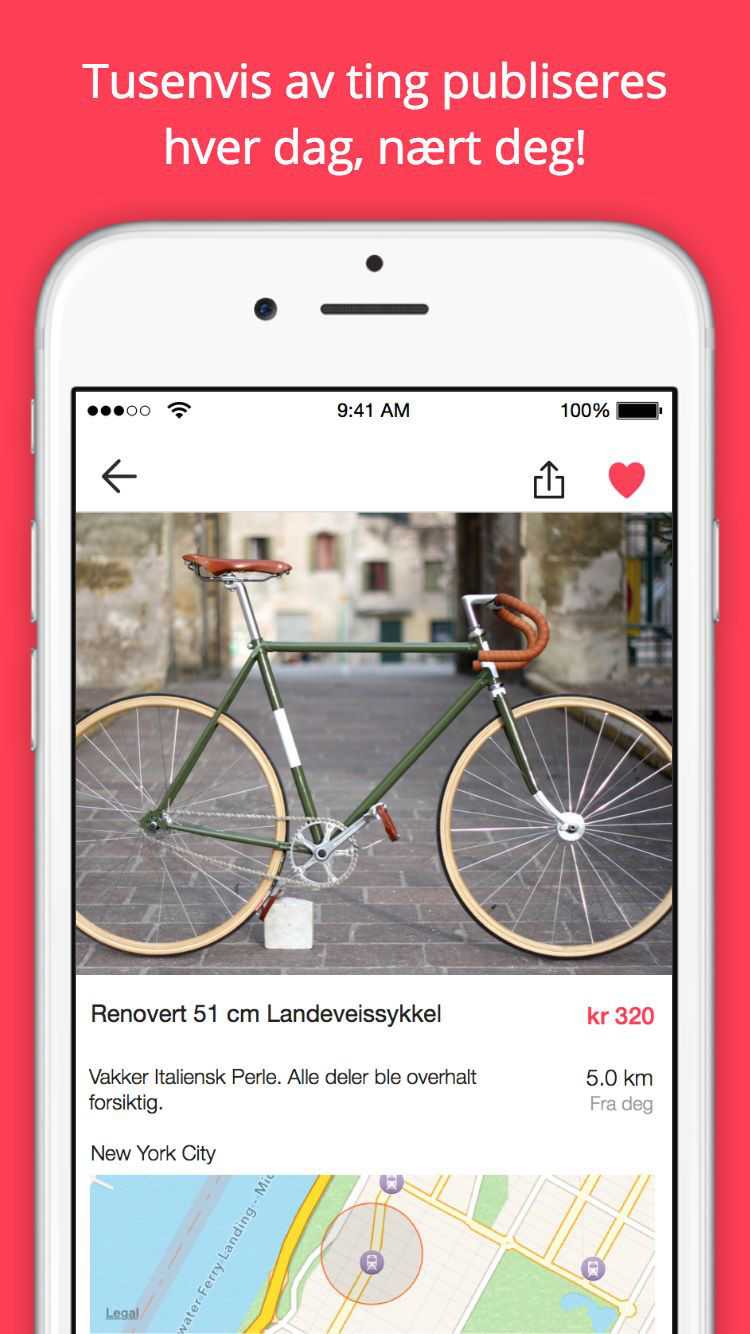 Tusenvis av ting publiseres
hver dag, nært deg!
9:41 AM
100%
Renovert 51 cm Landeveissykkel
kr 320
Vakker Italiensk Perle. Alle deler ble overhalt
forsiktig.
5.0 km
Fra deg
New York City
water Ferry Landing - Mid
Legal